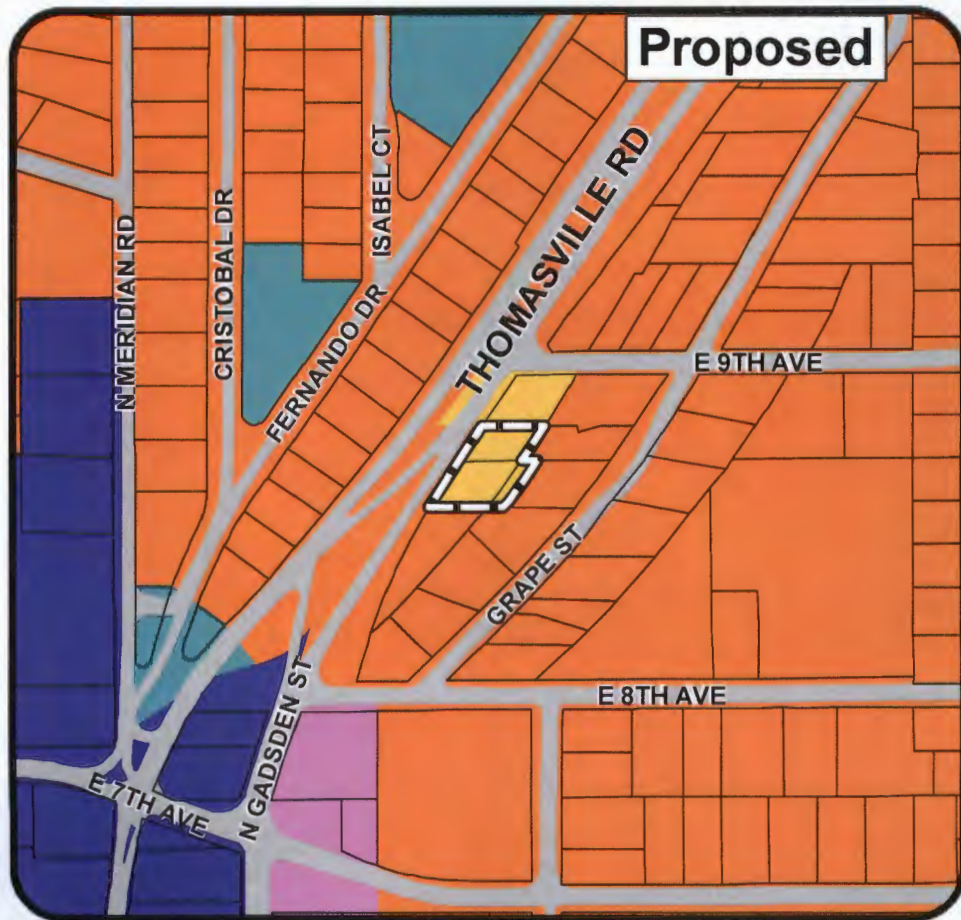 Proposed
THOMASVILLE RD
ISABEL CT
CRISTOBAL DR
N MERIDIAN RD
FERNANDO DR
E 9TH AVE
GRAPE ST
E 8TH AVE
N GADSDEN ST
E 7TH AVE